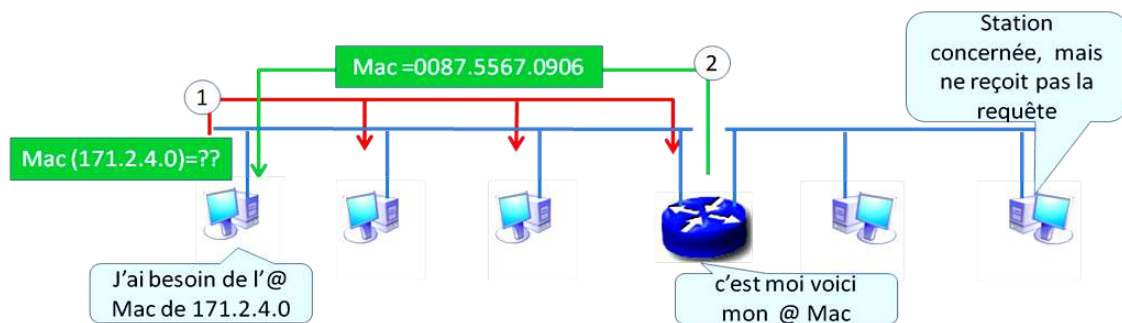 Station
concernée, mais
ne reçoit pas la
requête
Mac =0087.5567.0906
2
1
Mac (171.2.4.0)=??
J'ai besoin de l'@
Mac de 171.2.4.0
c'est moi voici
mon @ Mac